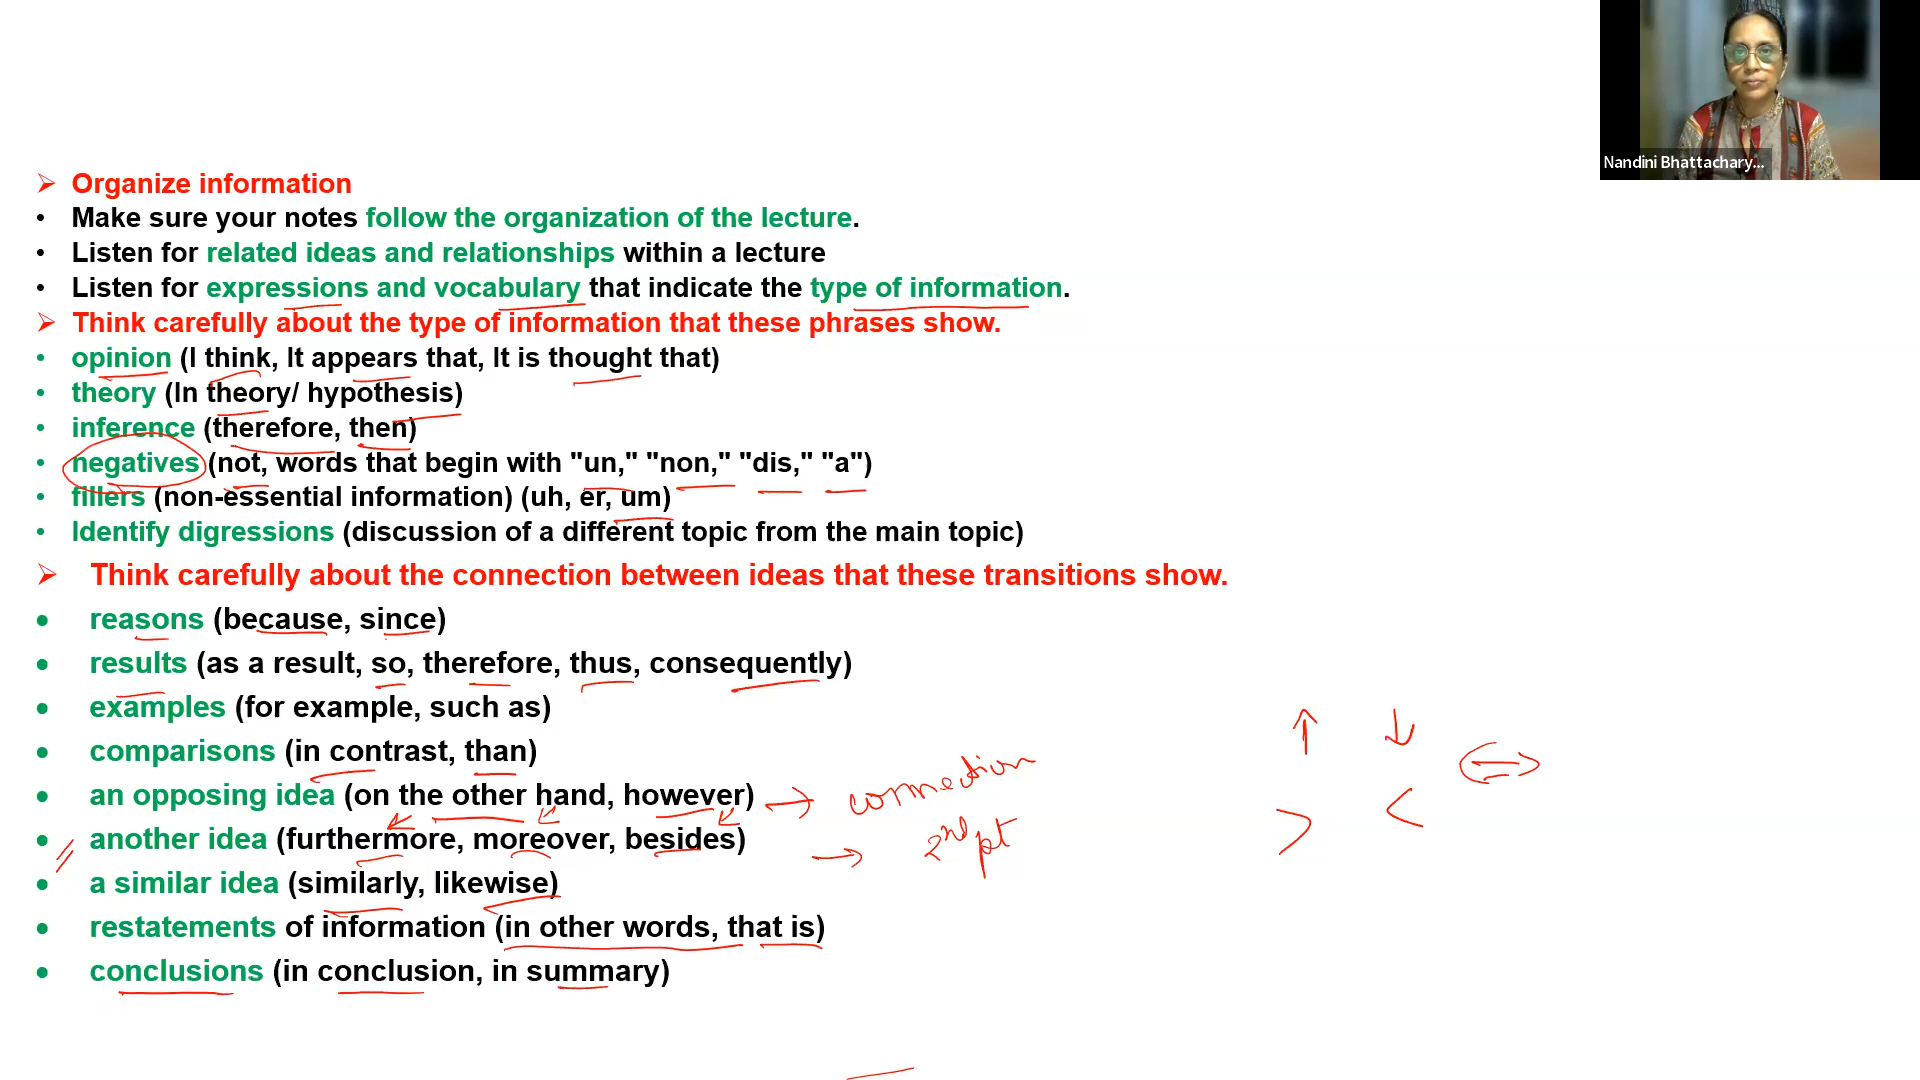 Nandini Bhattachary...
➢ Organize information
• Make sure your notes follow the organization of the lecture.
• Listen for related ideas and relationships within a lecture
• Listen for expressions and vocabulary that indicate the type of information.
➢ Think carefully about the type of information that these phrases show.
• opinion (I think, It appears that, It is thought that)
• theory (In theory/ hypothesis)
• inference (therefore, then)
• negatives (not, words that begin with "un," "non," "dis," "a")
• fillers (non-essential information) (uh, er, um)
• Identify digressions (discussion of a different topic from the main topic)
➢ Think carefully about the connection between ideas that these transitions show.
• reasons (because, since)
• results (as a result, so, therefore, thus, consequently)
• examples (for example, such as)
• comparisons (in contrast, than)
• an opposing idea (on the other hand, however) → connection
• another idea (furthermore, moreover, besides) → 2nd pt
• a similar idea (similarly, likewise)
• restatements of information (in other words, that is)
• conclusions (in conclusion, in summary)
↑ ↓ ↔
> <